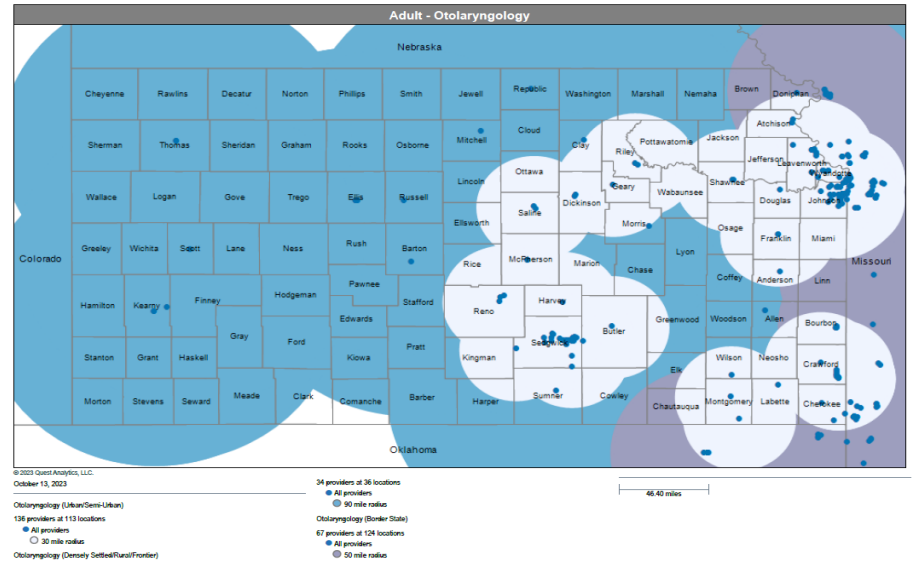 Adult - Otolaryngology
Nebraska
Cheyenne Rawlins Decatur Norton Phillips Smith Jewell Republic Washington Marshall Nemaha Brown Doniphan
Atchison
Cloud
Sherman Thomas Sheridan Graham Rooks Osborne Mitchell Clay Riley Pottawatomie Jackson
Jefferson Leavenworth
Ottawa
Wyandotte
Lincoln Geary Shawnee
Wallace Logan Gove Trego Ellis Russell Dickinson Wabaunsee Douglas Johnson
Saline
Ellsworth Morris Osage
Greeley Wichita Scott Lane Ness Rush Barton Franklin Miami
Lyon
Colorado Missouri
Rice McPherson Marion Chase
Coffey Anderson Linn
Pawnee
Hamilton Kearny Finney Hodgeman Stafford Harvey
Reno
Edwards Greenwood Woodson Allen Bourbon
Gray Ford Butler
Pratt Sedgwick
Stanton Grant Haskell Kiowa Kingman Wilson Neosho Crawford
Elk
Morton Stevens Seward Meade Clark Comanche Barber Harper Sumner Cowley Chautauqua Montgomery Labette Cherokee
Oklahoma
© 2023 Quest Analytics, LLC.
October 13, 2023
Otolaryngology (Urban/Semi-Urban)
136 providers at 113 locations
All providers
30 mile radius
Otolaryngology (Densely Settled/Rural/Frontier)
34 providers at 36 locations
All providers
90 mile radius
Otolaryngology (Border State)
67 providers at 124 locations
All providers
50 mile radius
46.40 miles